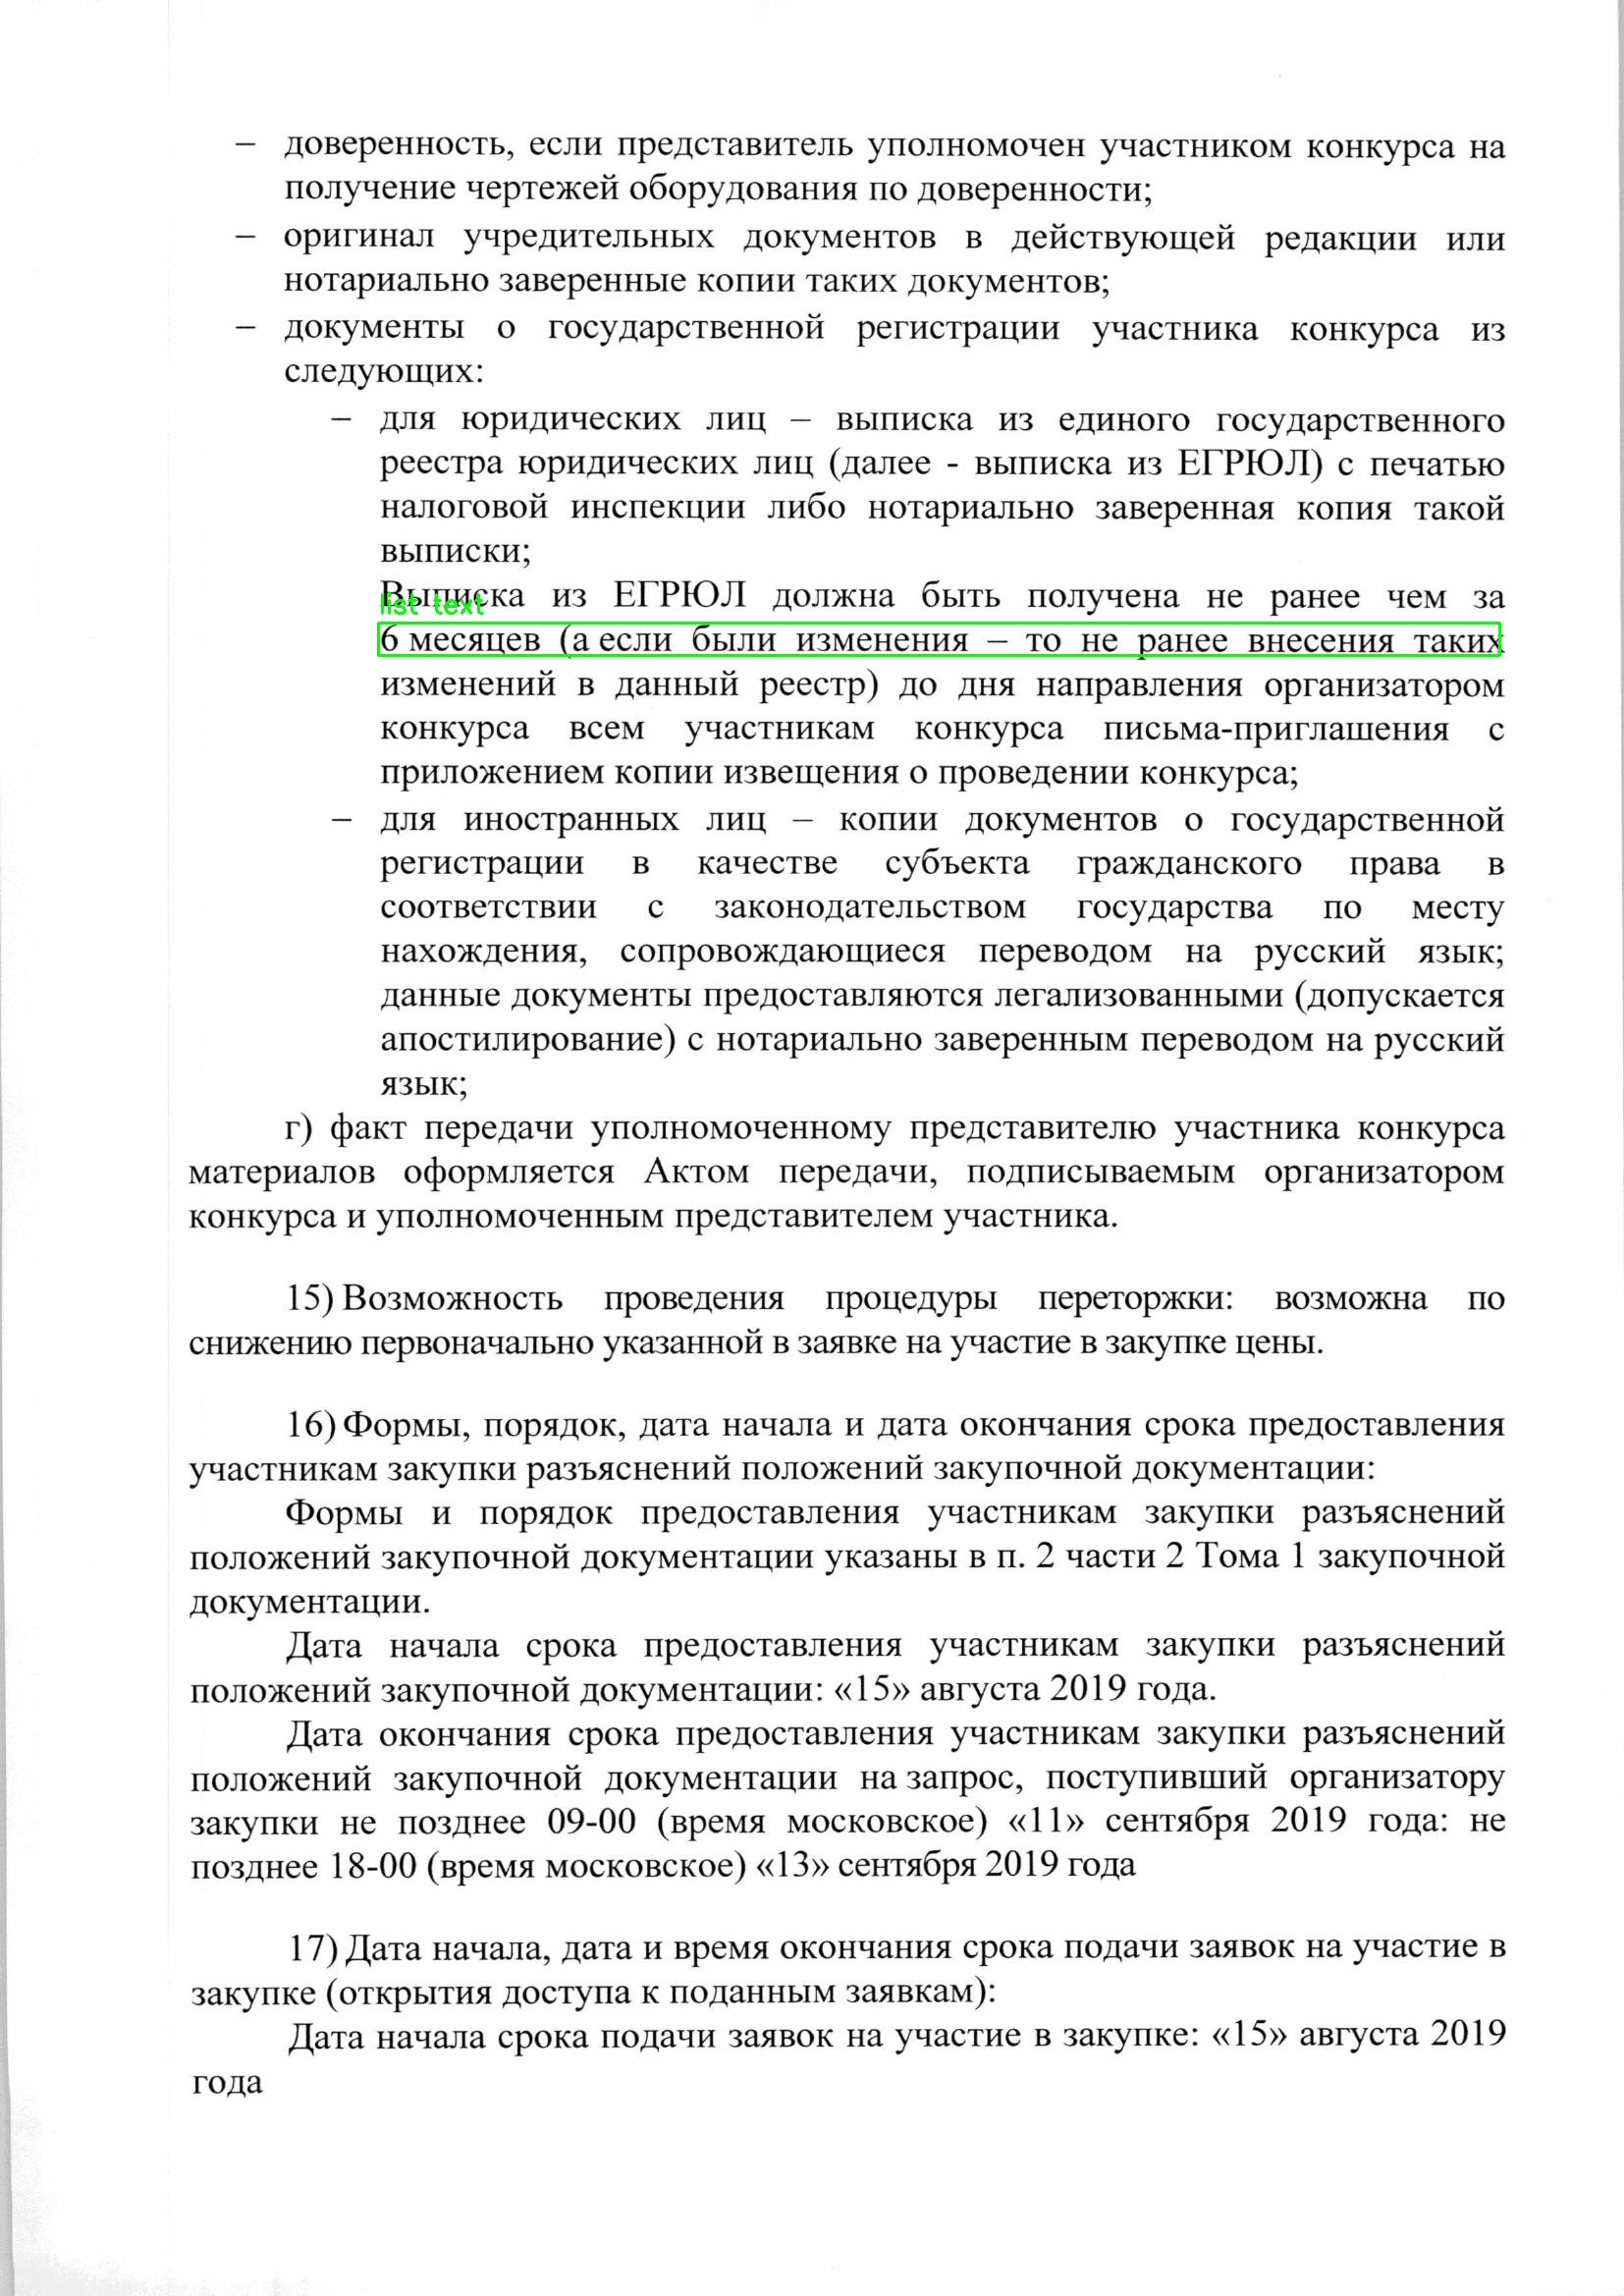 – доверенность, если представитель уполномочен участником конкурса на
получение чертежей оборудования по доверенности;
– оригинал учредительных документов в действующей редакции или
нотариально заверенные копии таких документов;
– документы о государственной регистрации участника конкурса из
следующих:
– для юридических лиц – выписка из единого государственного
реестра юридических лиц (далее - выписка из ЕГРЮЛ) с печатью
налоговой инспекции либо нотариально заверенная копия такой
выписки;
Выписка из ЕГРЮЛ должна быть получена не ранее чем за
list text
6 месяцев (а если были изменения – то не ранее внесения таких
изменений в данный реестр) до дня направления организатором
конкурса всем участникам конкурса письма-приглашения с
приложением копии извещения о проведении конкурса;
– для иностранных лиц – копии документов о государственной
регистрации в качестве субъекта гражданского права в
соответствии с законодательством государства по месту
нахождения, сопровождающиеся переводом на русский язык;
данные документы предоставляются легализованными (допускается
апостилирование) с нотариально заверенным переводом на русский
язык;
г) факт передачи уполномоченному представителю участника конкурса
материалов оформляется Актом передачи, подписываемым организатором
конкурса и уполномоченным представителем участника.
15) Возможность проведения процедуры переторжки: возможна по
снижению первоначально указанной в заявке на участие в закупке цены.
16) Формы, порядок, дата начала и дата окончания срока предоставления
участникам закупки разъяснений положений закупочной документации:
Формы и порядок предоставления участникам закупки разъяснений
положений закупочной документации указаны в п. 2 части 2 Тома 1 закупочной
документации.
Дата начала срока предоставления участникам закупки разъяснений
положений закупочной документации: «15» августа 2019 года.
Дата окончания срока предоставления участникам закупки разъяснений
положений закупочной документации на запрос, поступивший организатору
закупки не позднее 09-00 (время московское) «11» сентября 2019 года: не
позднее 18-00 (время московское) «13» сентября 2019 года
17) Дата начала, дата и время окончания срока подачи заявок на участие в
закупке (открытия доступа к поданным заявкам):
Дата начала срока подачи заявок на участие в закупке: «15» августа 2019
года